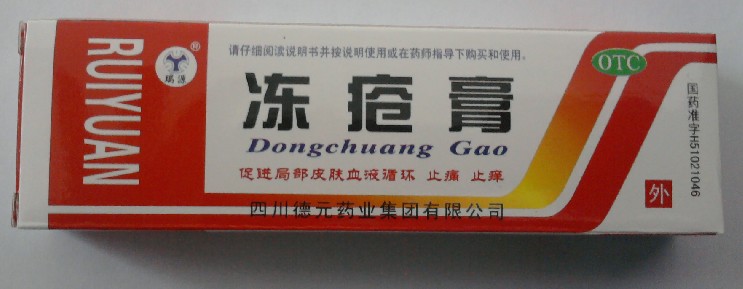 RUIYUAN
瑞源
®
请仔细阅读说明书并按说明使用或在药师指导下购买和使用。
OTC
冻疮膏
Dongchuang Gao
促进局部皮肤血液循环 止痛 止痒
四川德元药业集团有限公司
国药准字H51021046
外